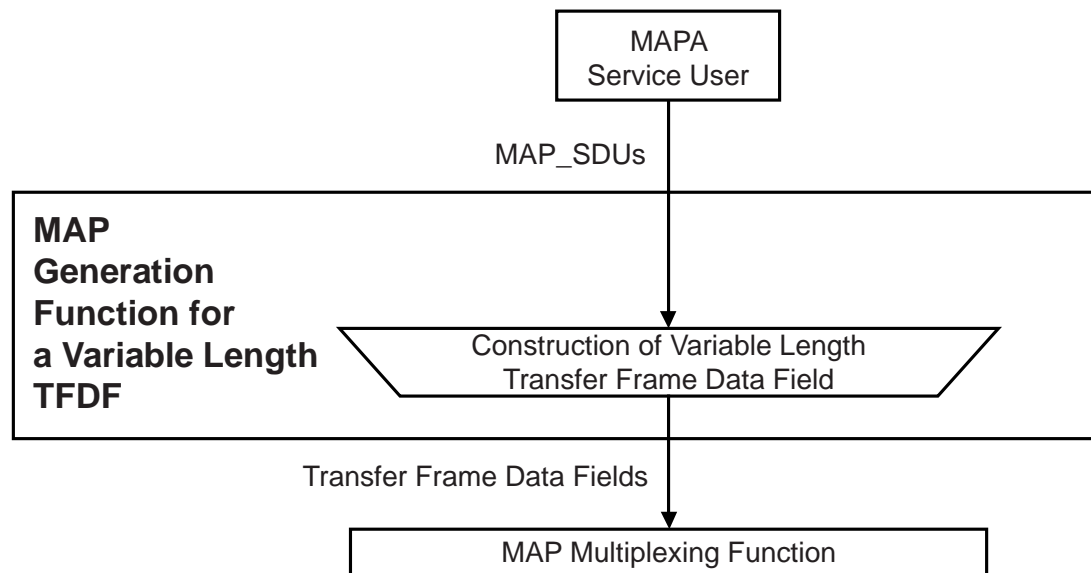 MAPA
Service User
MAP_SDUs
MAP
Generation
Function for
a Variable Length
TFDF
Construction of Variable Length
Transfer Frame Data Field
Transfer Frame Data Fields
MAP Multiplexing Function